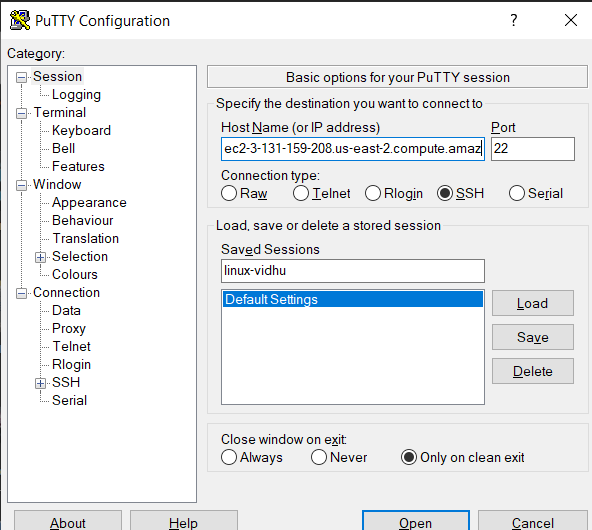 PuTTY Configuration
?
Category:
Session
Logging
Terminal
Keyboard
Bell
Features
Window
Appearance
Behaviour
Translation
Selection
Colours
Connection
Data
Proxy
Telnet
Rlogin
SSH
Serial
Basic options for your PuTTY session
Specify the destination you want to connect to
Host Name (or IP address) Port
ec2-3-131-159-208.us-east-2.compute.amaz 22
Connection type:
Raw Telnet Rlogin SSH Serial
Load, save or delete a stored session
Saved Sessions
linux-vidhu
Default Settings
Load
Save
Delete
Close window on exit:
Always Never Only on clean exit
About Help Open Cancel